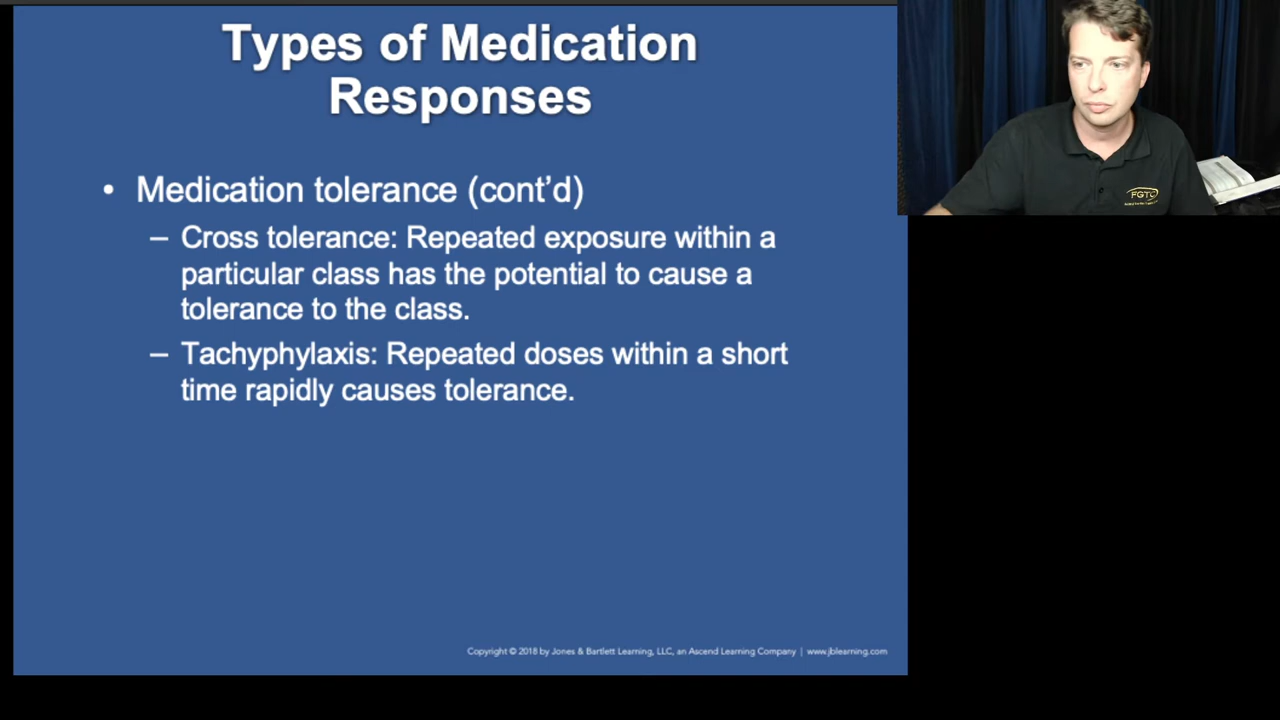 Types of Medication
Responses
• Medication tolerance (cont’d)
– Cross tolerance: Repeated exposure within a
particular class has the potential to cause a
tolerance to the class.
– Tachyphylaxis: Repeated doses within a short
time rapidly causes tolerance.
Copyright © 2018 by Jones & Bartlett Learning, LLC, an Ascend Learning Company | www.jblearning.com
FGTC